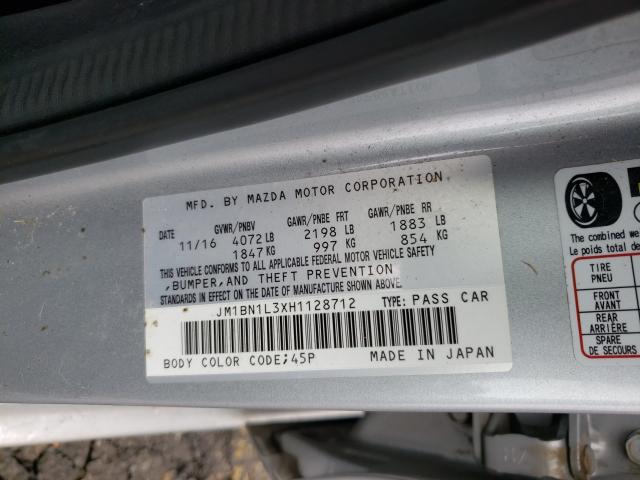 MFD. BY MAZDA MOTOR CORPORATION
DATE GVWR/PNBV GAWR/PNBE FRT GAWR/PNBE RR
11/16 4072 LB 2198 LB 1883 LB
1847 KG 997 KG 854 KG
THIS VEHICLE CONFORMS TO ALL APPLICABLE FEDERAL MOTOR VEHICLE SAFETY
,BUMPER,AND THEFT PREVENTION
STANDARDS IN EFFECT ON THE DATE OF MANUFACTURE SHOWN ABOVE.
JM1BN1L3XH1128712 TYPE: PASS CAR
BODY COLOR CODE;45P MADE IN JAPAN
The combined we
Le poids total des
TIRE
PNEU
FRONT
AVANT
REAR
ARRIÈRE
SPARE
DE SECOURS